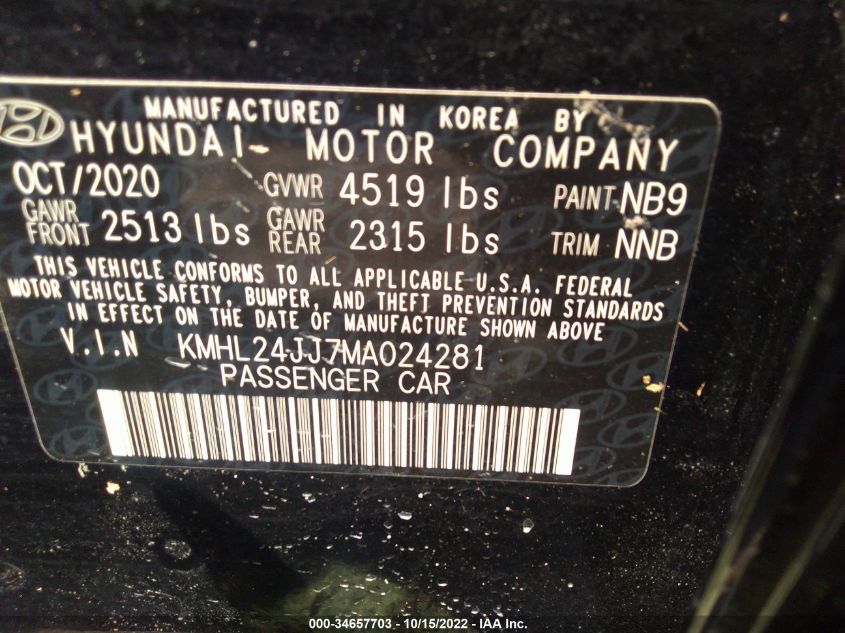 MANUFACTURED IN KOREA BY
HYUNDAI MOTOR COMPANY
OCT/2020 GVWR 4519 lbs PAINT NB9
GAWR FRONT 2513 lbs GAWR REAR 2315 lbs TRIM NNB
THIS VEHICLE CONFORMS TO ALL APPLICABLE U.S.A. FEDERAL
MOTOR VEHICLE SAFETY, BUMPER, AND THEFT PREVENTION STANDARDS
IN EFFECT ON THE DATE OF MANUFACTURE SHOWN ABOVE
V.I.N KMHL24JJ7MA024281
PASSENGER CAR
000-34657703 - 10/15/2022 - IAA Inc.